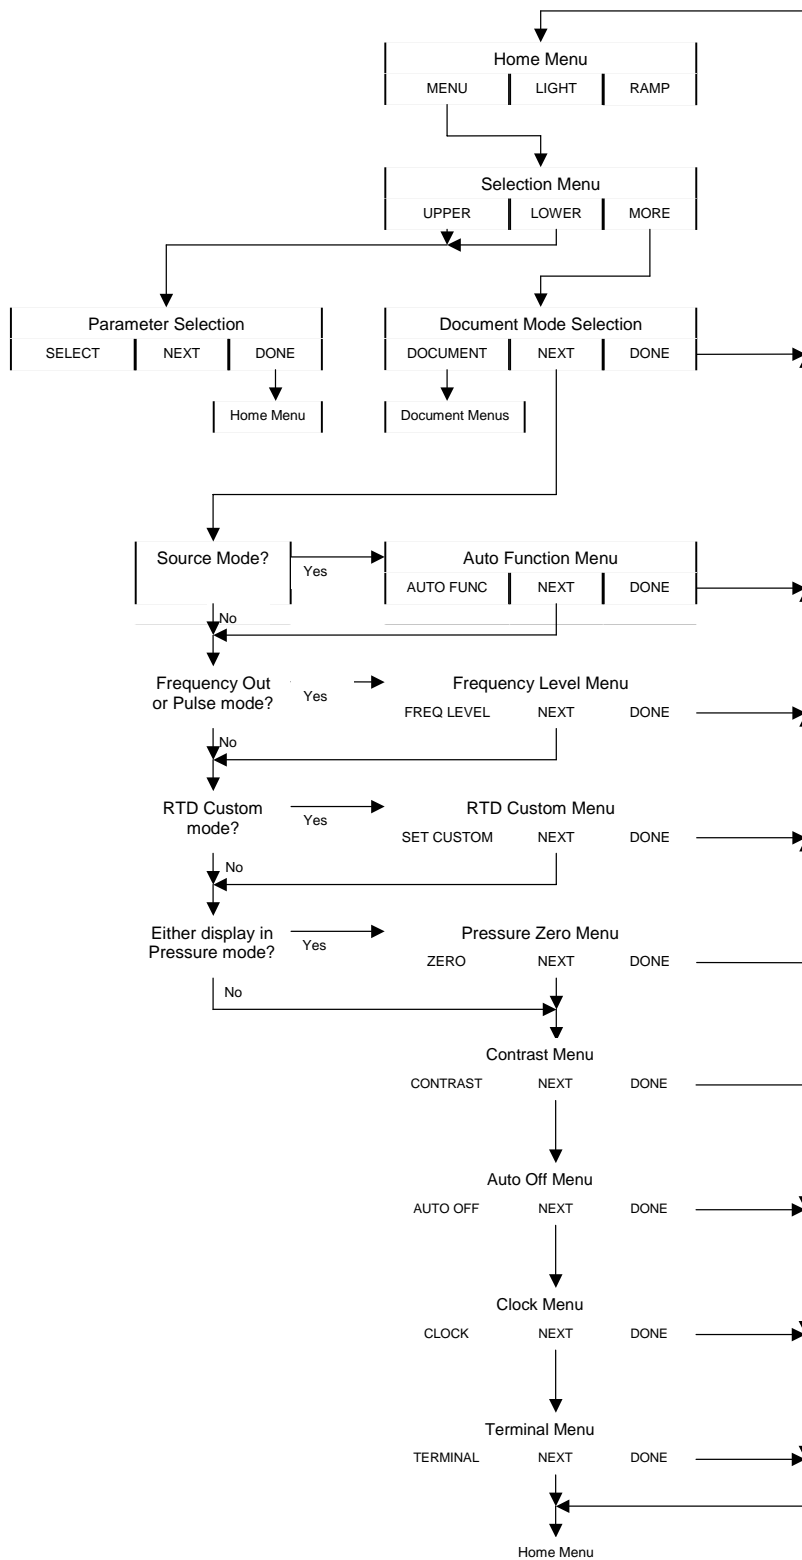 Home Menu
MENU LIGHT RAMP
Selection Menu
UPPER LOWER MORE
Parameter Selection
SELECT NEXT DONE
Home Menu
Document Mode Selection
DOCUMENT NEXT DONE
Document Menus
Source Mode?
Yes
No
Auto Function Menu
AUTO FUNC NEXT DONE
Frequency Out
or Pulse mode?
Yes
No
Frequency Level Menu
FREQ LEVEL NEXT DONE
RTD Custom
mode?
Yes
No
RTD Custom Menu
SET CUSTOM NEXT DONE
Either display in
Pressure mode?
Yes
No
Pressure Zero Menu
ZERO NEXT DONE
Contrast Menu
CONTRAST NEXT DONE
Auto Off Menu
AUTO OFF NEXT DONE
Clock Menu
CLOCK NEXT DONE
Terminal Menu
TERMINAL NEXT DONE
Home Menu